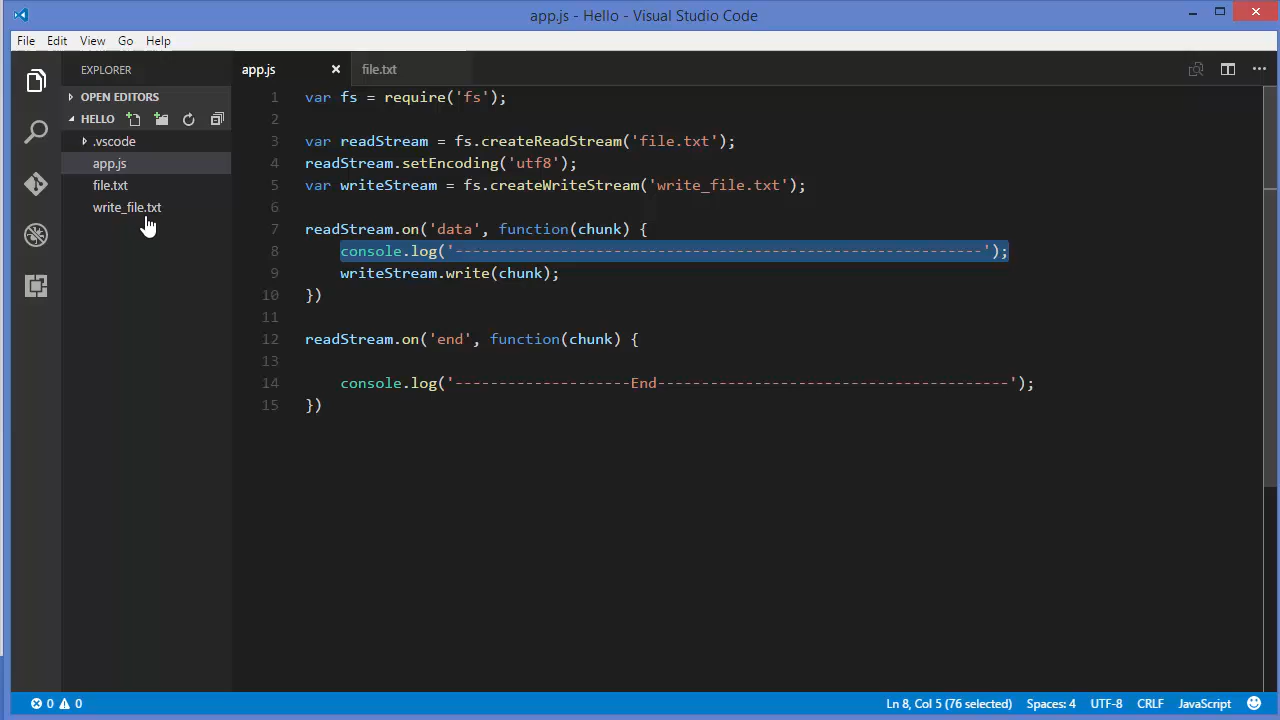 app.js - Hello - Visual Studio Code
File Edit View Go Help
EXPLORER
OPEN EDITORS
HELLO
.vscode
app.js
file.txt
write_file.txt
app.js file.txt
1 var fs = require('fs');
2
3 var readStream = fs.createReadStream('file.txt');
4 readStream.setEncoding('utf8');
5 var writeStream = fs.createWriteStream('write_file.txt');
6
7 readStream.on('data', function(chunk) {
8 console.log('------------------------------------------------------------');
9 writeStream.write(chunk);
10 })
11
12 readStream.on('end', function(chunk) {
13
14 console.log('--------------------End----------------------------------------');
15 })
0 0
Ln 8, Col 5 (76 selected) Spaces: 4 UTF-8 CRLF JavaScript